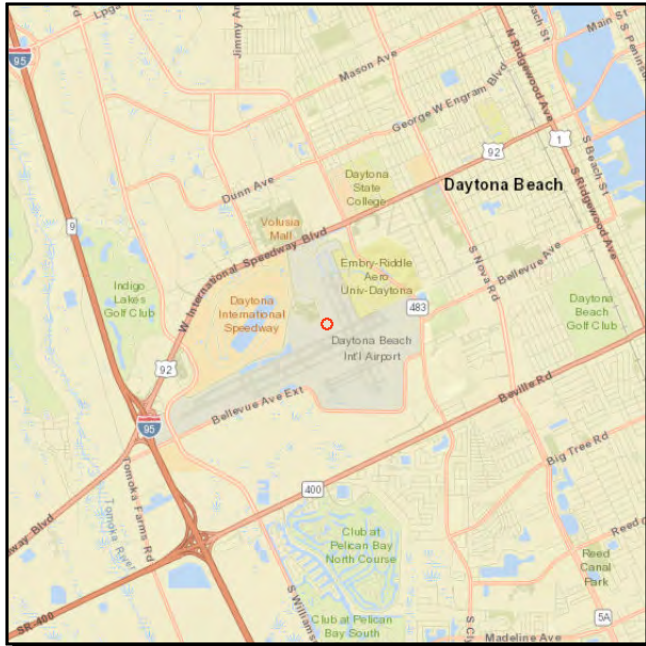 Lpga
Blvd
Jimmy An
N Beach St
Main St
S Peninsu
95
Mason Ave
N Ridgewood Ave
George W Engram Blvd
1
92
S Beach St
Dunn Ave
Daytona
State
College
Daytona Beach
S Ridgewood Ave
9
Volusia
Mall
W International Speedway Blvd
Embry-Riddle
Aero
Univ-Daytona
S Nova Rd
Bellevue Ave
Indigo
Lakes
Golf Club
Daytona
International
Speedway
483
Daytona
Beach
Golf Club
Daytona Beach
Int'l Airport
92
Bellevue Ave Ext
Beville Rd
95
Big Tree Rd
400
Tomoka Farms Rd
Tomoka River
way Blvd
Club at
Pelican Bay
North Course
Reed C
Reed
Canal
Park
S Williams
SR 400
Club at Pelican
Bay South
S Cly
5A
Madeline Ave